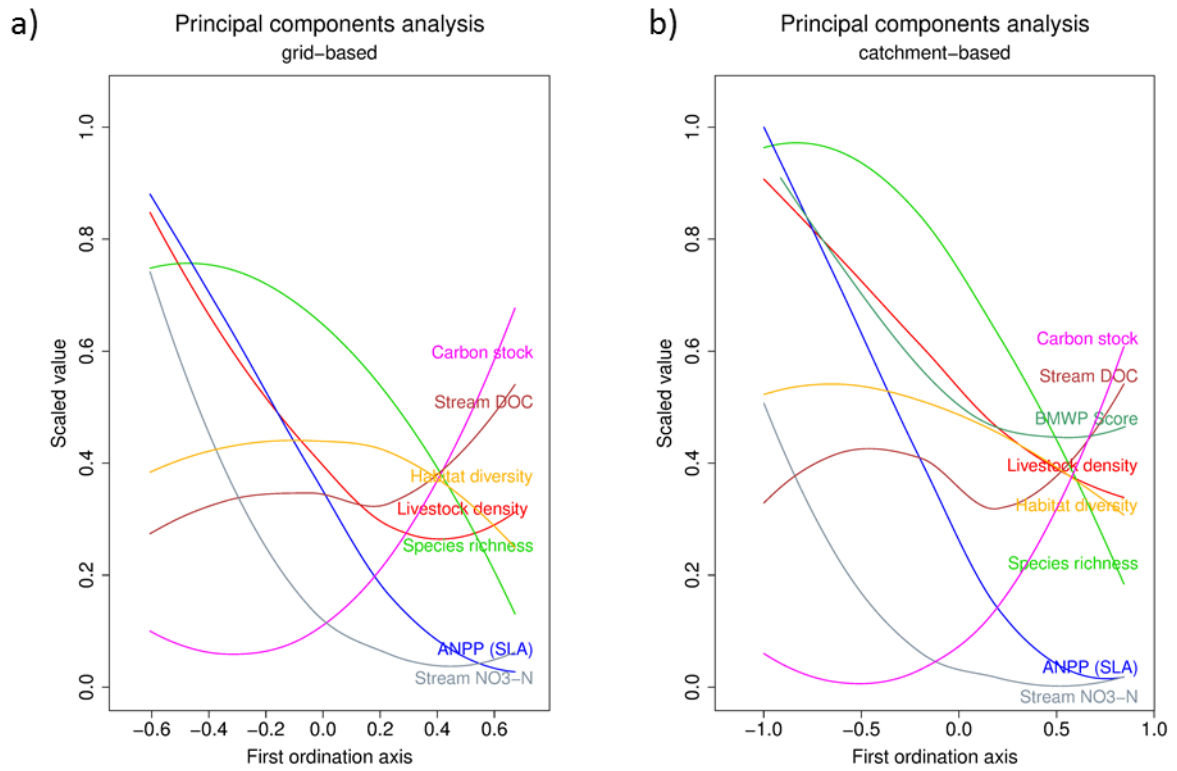 a)
Principal components analysis
grid−based
Scaled value
1.0
0.8
0.6
0.4
0.2
0.0
Carbon stock
Stream DOC
Habitat diversity
Livestock density
Species richness
ANPP (SLA)
Stream NO3−N
−0.6 −0.4 −0.2 0.0 0.2 0.4 0.6
First ordination axis
b)
Principal components analysis
catchment−based
Scaled value
1.0
0.8
0.6
0.4
0.2
0.0
Carbon stock
Stream DOC
BMWP Score
Livestock density
Habitat diversity
Species richness
ANPP (SLA)
Stream NO3−N
−1.0 −0.5 0.0 0.5 1.0
First ordination axis